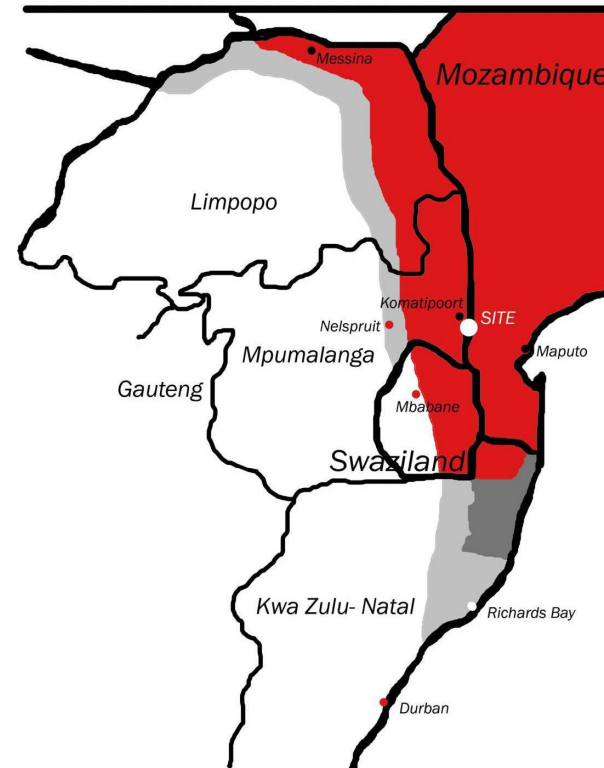 Messina
Mozambique
Limpopo
Komatipoort
SITE
Nelspruit
Mpumalanga
Maputo
Gauteng
Mbabane
Swaziland
Kwa Zulu- Natal
Richards Bay
Durban